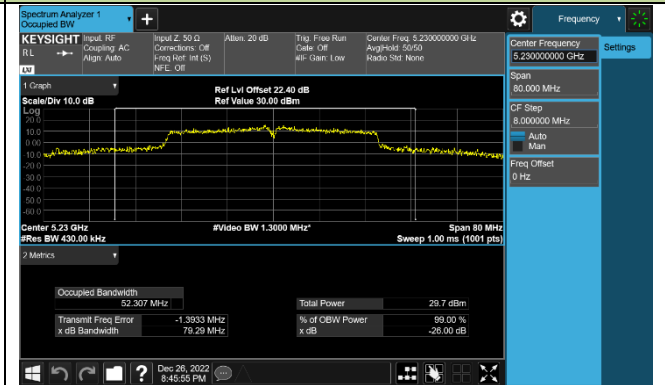 Spectrum Analyzer 1
Occupied BW
Frequency
KEYSIGHT
RL
LXI
Input: RF
Coupling: AC
Align: Auto
Input Z: 50 Ω
Corrections: Off
Freq Ref: Int (S)
NFE: Off
Atten: 20 dB
Trig: Free Run
Gate: Off
#IF Gain: Low
Center Freq: 5.230000000 GHz
Avg|Hold: 50/50
Radio Std: None
Center Frequency
5.230000000 GHz
Settings
Span
80.000 MHz
CF Step
8.000000 MHz
Auto
Man
Freq Offset
0 Hz
1 Graph
Scale/Div 10.0 dB
Ref Lvl Offset 22.40 dB
Ref Value 30.00 dBm
Log
20.0
10.0
0.00
-10.0
-20.0
-30.0
-40.0
-50.0
-60.0
Center 5.23 GHz
#Res BW 430.00 kHz
#Video BW 1.3000 MHz*
Span 80 MHz
Sweep 1.00 ms (1001 pts)
2 Metrics
Occupied Bandwidth
52.307 MHz
Total Power 29.7 dBm
Transmit Freq Error -1.3933 MHz
% of OBW Power 99.00 %
x dB Bandwidth 79.29 MHz
x dB -26.00 dB
Dec 26, 2022
8:45:55 PM